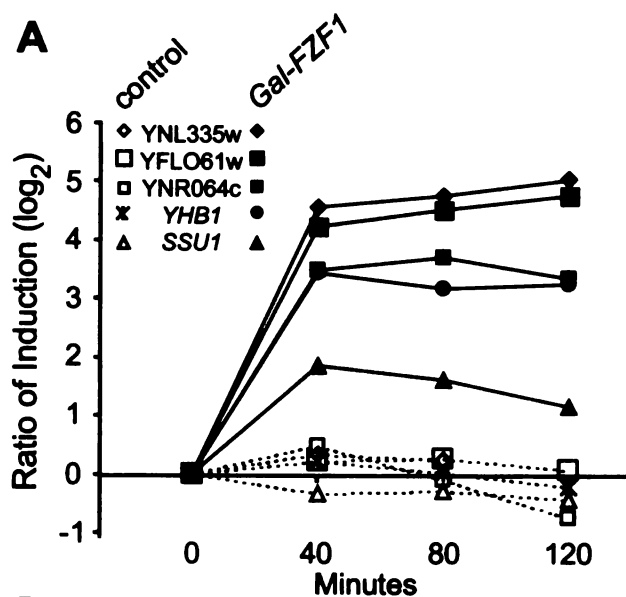 A
control Gal-FZF1
YNL335w
YFLO61w
YNR064c
YHB1
SSU1
Ratio of Induction (log2)
6
5
4
3
2
1
0
-1
0 40 80 120
Minutes